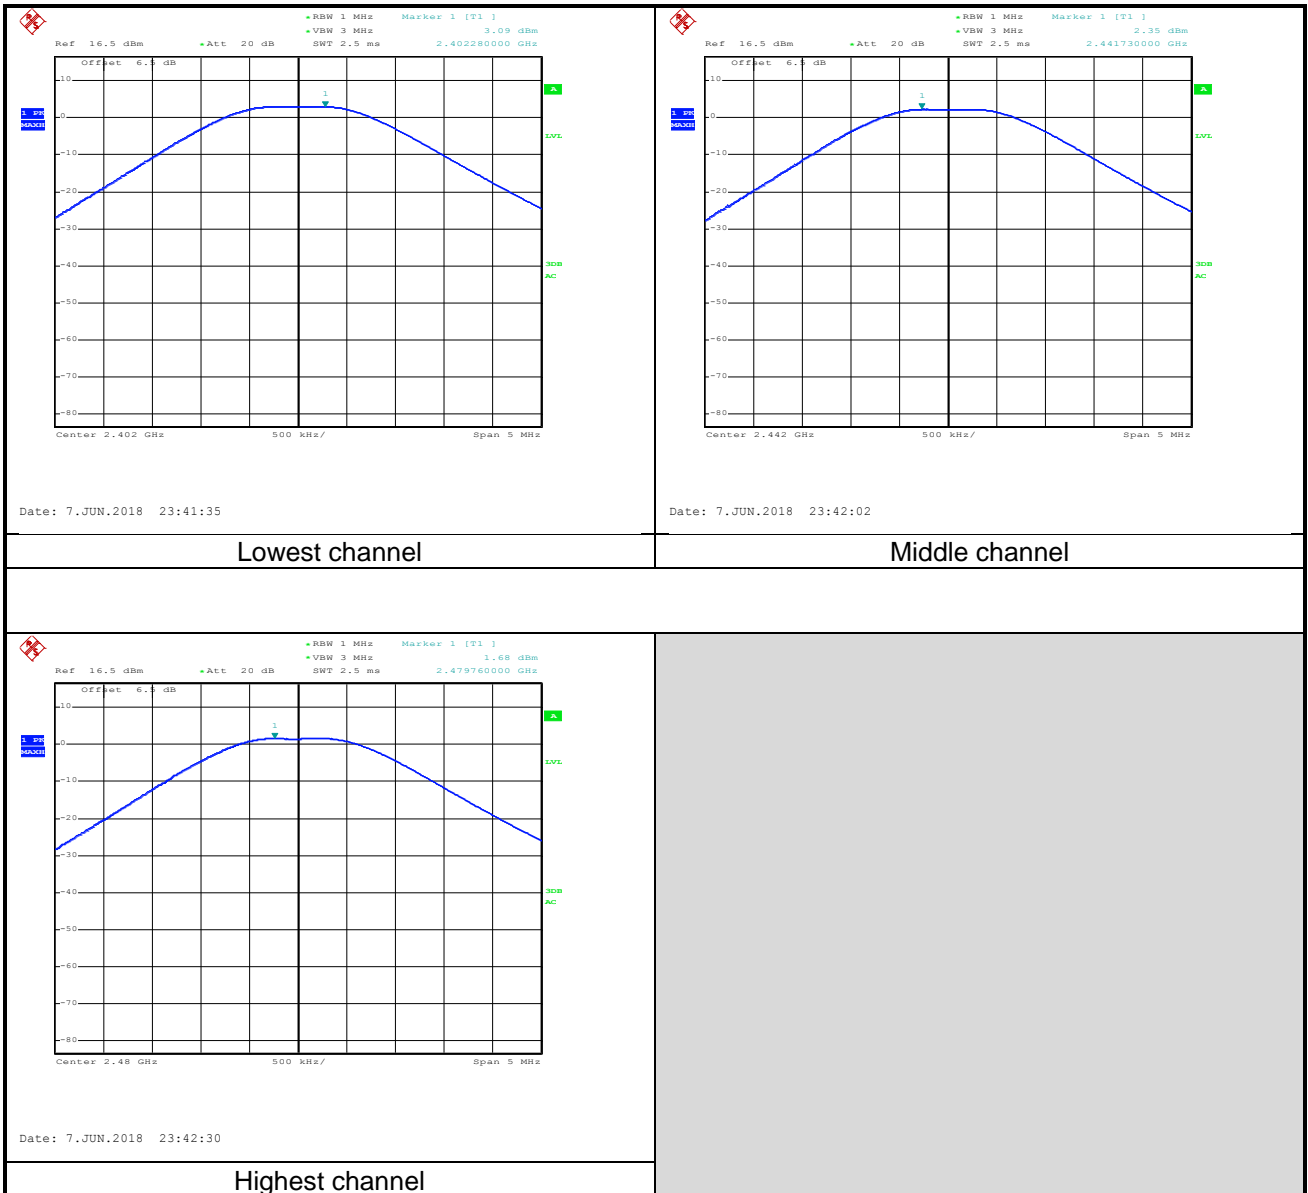 RBW 1 MHz Marker 1 [T1 ]
VBW 3 MHz 3.09 dBm
Ref 16.5 dBm Att 20 dB SWT 2.5 ms 2.402280000 GHz
Offset 6.5 dB
A
10
1
1 PK
MAXH
0
LVL
-10
-20
-30
-40
3DB
AC
-50
-60
-70
-80
Center 2.402 GHz 500 kHz/ Span 5 MHz
Date: 7.JUN.2018 23:41:35
Lowest channel
RBW 1 MHz Marker 1 [T1 ]
VBW 3 MHz 2.35 dBm
Ref 16.5 dBm Att 20 dB SWT 2.5 ms 2.441730000 GHz
Offset 6.5 dB
A
10
1
1 PK
MAXH
0
LVL
-10
-20
-30
-40
3DB
AC
-50
-60
-70
-80
Center 2.442 GHz 500 kHz/ Span 5 MHz
Date: 7.JUN.2018 23:42:02
Middle channel
RBW 1 MHz Marker 1 [T1 ]
VBW 3 MHz 1.68 dBm
Ref 16.5 dBm Att 20 dB SWT 2.5 ms 2.479760000 GHz
Offset 6.5 dB
A
10
1
1 PK
MAXH
0
LVL
-10
-20
-30
-40
3DB
AC
-50
-60
-70
-80
Center 2.48 GHz 500 kHz/ Span 5 MHz
Date: 7.JUN.2018 23:42:30
Highest channel